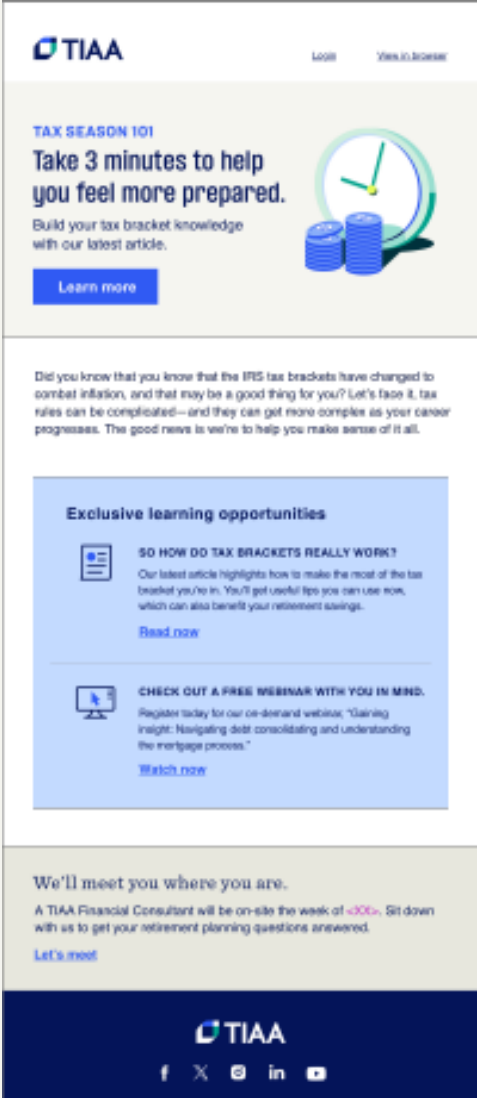 TIAA
Login
View in browser
TAX SEASON 101
Take 3 minutes to help
you feel more prepared.
Build your tax bracket knowledge
with our latest article.
Learn more
Did you know that you know that the IRS tax brackets have changed to
combat inflation, and that may be a good thing for you? Let's face it, tax
rules can be complicated—and they can get more complex as your career
progresses. The good news is we're to help you make sense of it all.
Exclusive learning opportunities
SO HOW DO TAX BRACKETS REALLY WORK?
Our latest article highlights how to make the most of the tax
bracket you're in. You'll get useful tips you can use now,
which can also benefit your retirement savings.
Read now
CHECK OUT A FREE WEBINAR WITH YOU IN MIND.
Register today for our on-demand webinar, "Gaining
insight: Navigating debt consolidating and understanding
the mortgage process."
Watch now
We'll meet you where you are.
A TIAA Financial Consultant will be on-site the week of <XX>. Sit down
with us to get your retirement planning questions answered.
Let's meet
TIAA